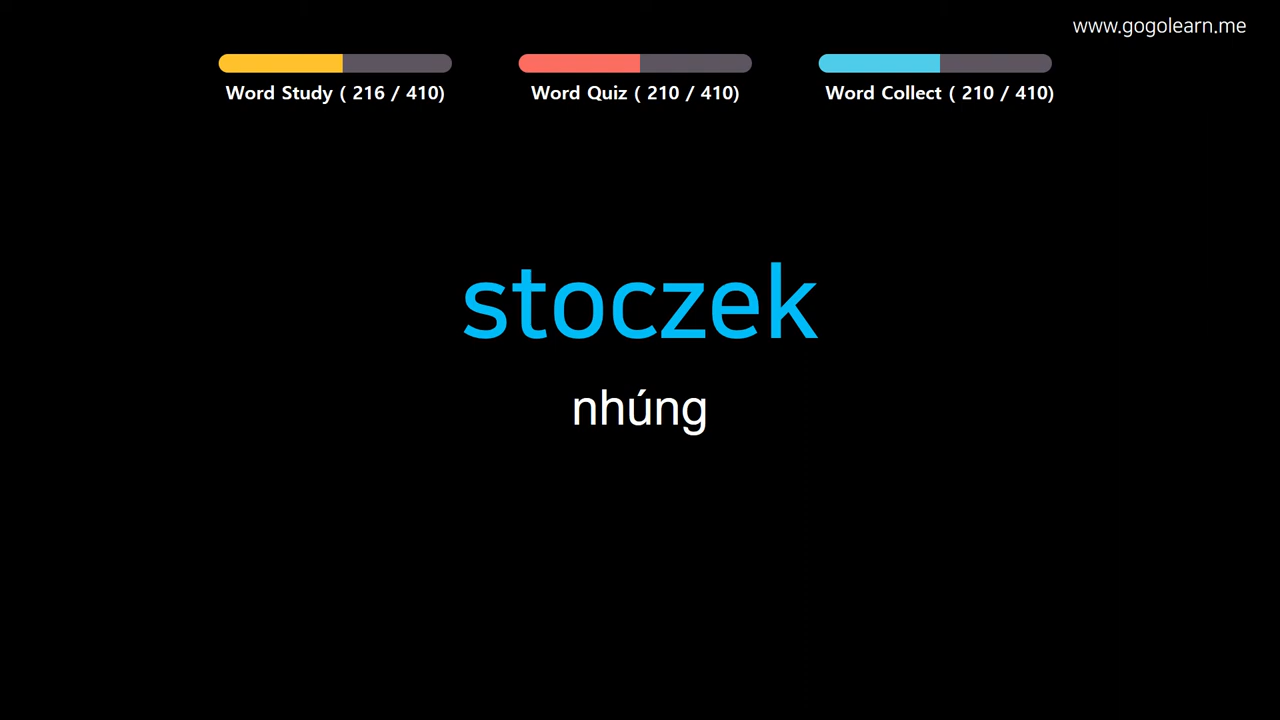 www.gogolearn.me
Word Study ( 216 / 410)
Word Quiz ( 210 / 410)
Word Collect ( 210 / 410)
stoczek
nhúng